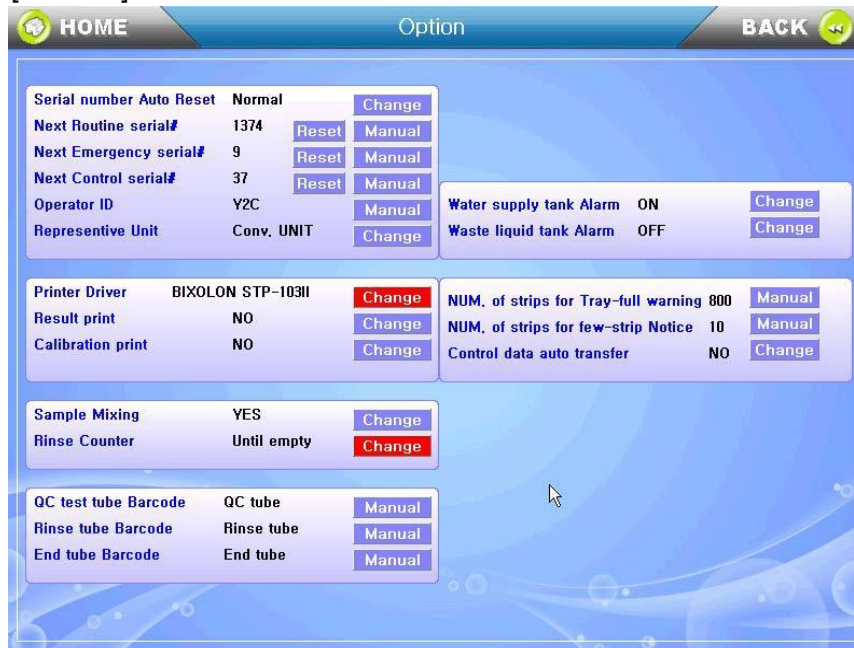 HOME Option BACK
Serial number Auto Reset Normal Change
Next Routine serial# 1374 Reset Manual
Next Emergency serial# 9 Reset Manual
Next Control serial# 37 Reset Manual
Operator ID Y2C Manual
Representive Unit Conv. UNIT Change
Water supply tank Alarm ON Change
Waste liquid tank Alarm OFF Change
Printer Driver BIXOLON STP-103II Change
Result print NO Change
Calibration print NO Change
NUM. of strips for Tray-full warning 800 Manual
NUM. of strips for few-strip Notice 10 Manual
Control data auto transfer NO Change
Sample Mixing YES Change
Rinse Counter Until empty Change
QC test tube Barcode QC tube Manual
Rinse tube Barcode Rinse tube Manual
End tube Barcode End tube Manual